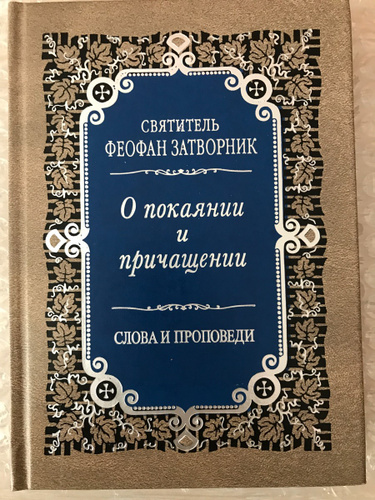 СВЯТИТЕЛЬ
ФЕОФАН ЗАТВОРНИК
О покаянии
и
причащении
СЛОВА И ПРОПОВЕДИ